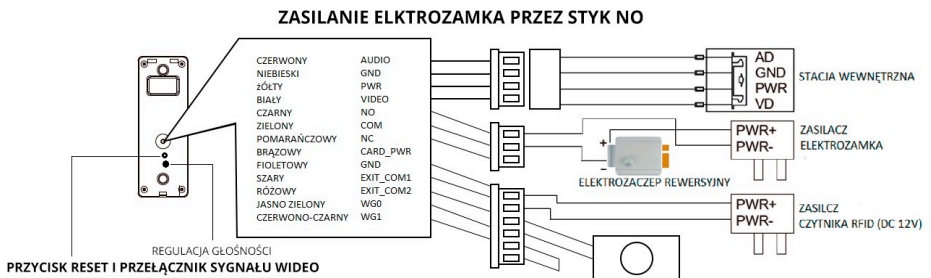 ZASILANIE ELKTROZAMKA PRZEZ STYK NO
CZERWONY AUDIO
NIEBIESKI GND
ŻÓŁTY PWR
BIAŁY VIDEO
CZARNY NO
ZIELONY COM
POMARAŃCZOWY NC
BRĄZOWY CARD_PWR
FIOLETOWY GND
SZARY EXIT_COM1
RÓŻOWY EXIT_COM2
JASNO ZIELONY WG0
CZERWONO-CZARNY WG1
AD
GND
PWR
VD
STACJA WEWNĘTRZNA
PWR+
PWR-
ZASILACZ
ELEKTROZAMKA
+
–
ELEKTROZACZEP REWERSYJNY
PWR+
PWR-
ZASILCZ
CZYTNIKA RFID (DC 12V)
REGULACJA GŁOŚNOŚCI
PRZYCISK RESET I PRZEŁĄCZNIK SYGNAŁU WIDEO